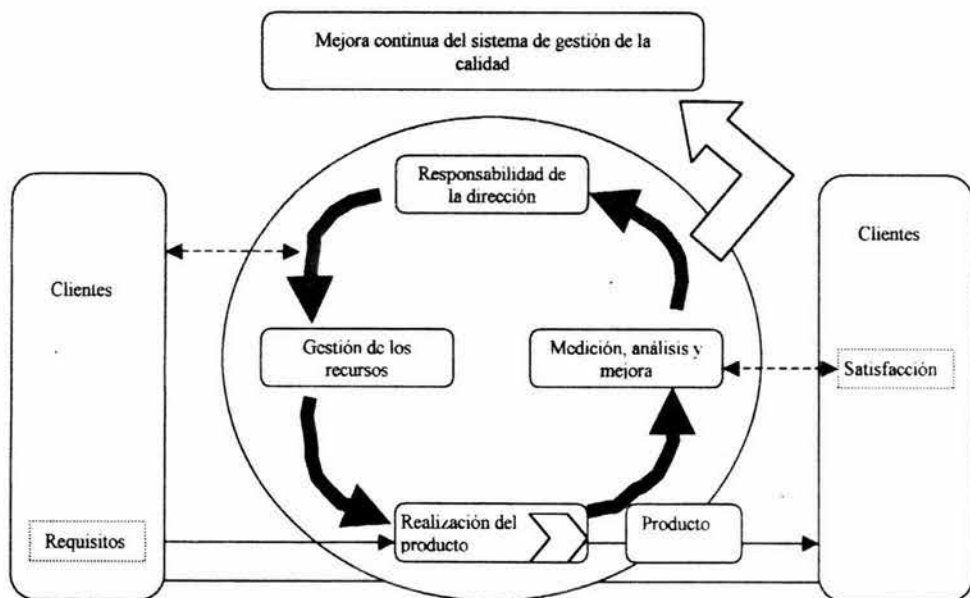 Mejora continua del sistema de gestión de la
calidad
Responsabilidad de
la dirección
Clientes
Clientes
Gestión de los
recursos
Medición, análisis y
mejora
Satisfacción
Requisitos
Realización del
producto
Producto